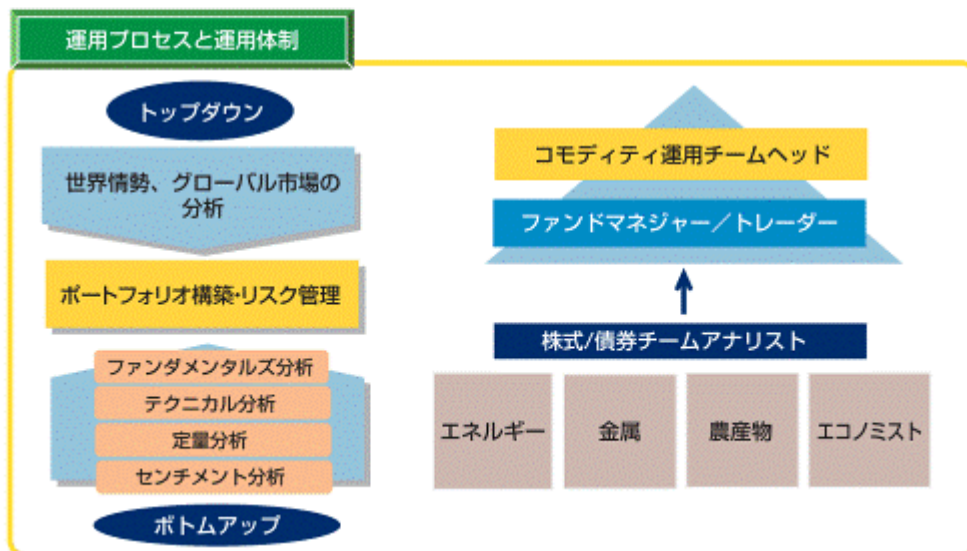 運用プロセスと運用体制
トップダウン
世界情勢、グローバル市場の
分析
ポートフォリオ構築・リスク管理
ファンダメンタルズ分析
テクニカル分析
定量分析
センチメント分析
ボトムアップ
コモディティ運用チームヘッド
ファンドマネジャー／トレーダー
株式/債券チームアナリスト
エネルギー
金属
農産物
エコノミスト